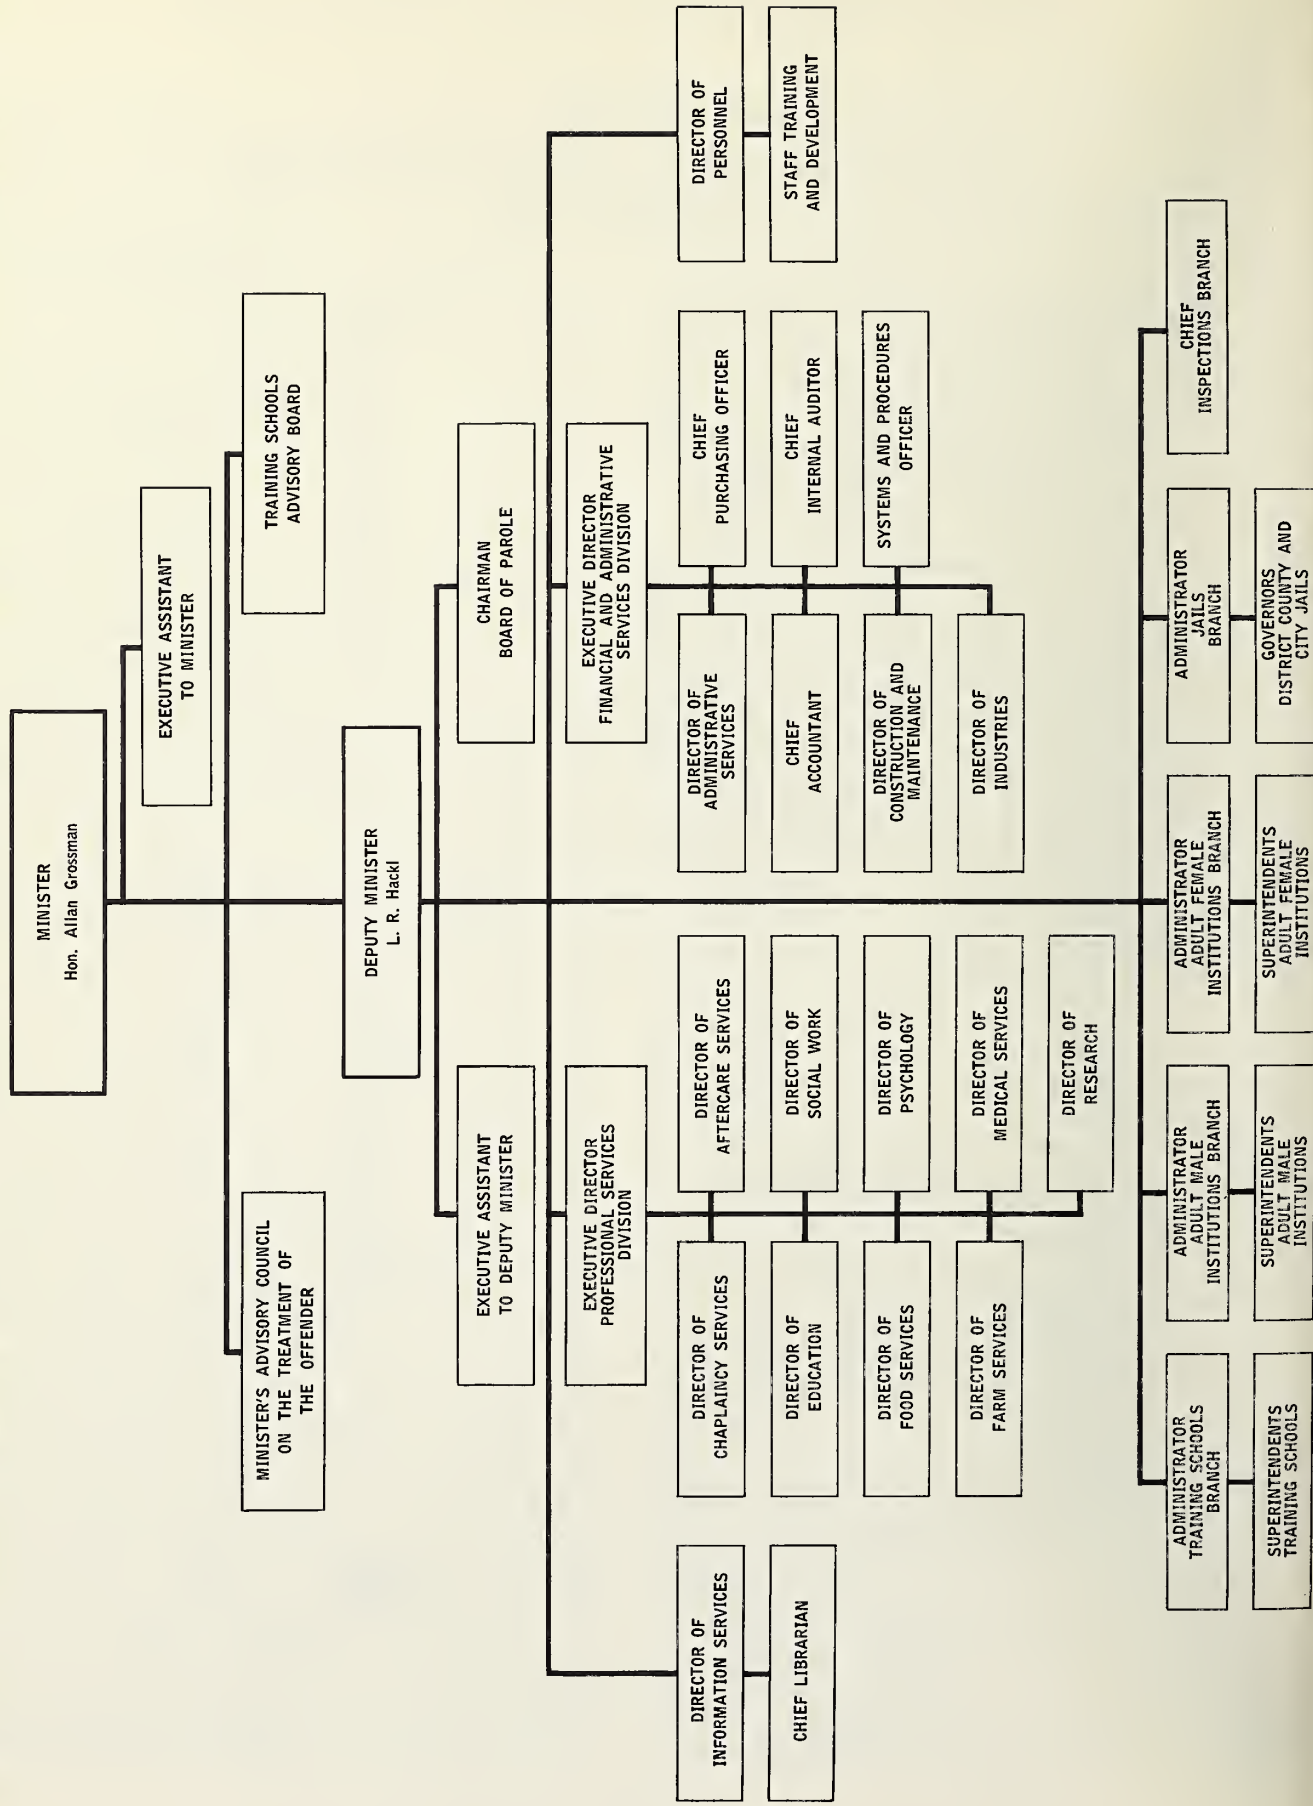 MINISTER
Hon. Allan Grossman
EXECUTIVE ASSISTANT
TO MINISTER
MINISTER'S ADVISORY COUNCIL
ON THE TREATMENT OF
THE OFFENDER
TRAINING SCHOOLS
ADVISORY BOARD
DEPUTY MINISTER
L. R. Hackl
EXECUTIVE ASSISTANT
TO DEPUTY MINISTER
CHAIRMAN
BOARD OF PAROLE
EXECUTIVE DIRECTOR
PROFESSIONAL SERVICES
DIVISION
EXECUTIVE DIRECTOR
FINANCIAL AND ADMINISTRATIVE
SERVICES DIVISION
DIRECTOR OF
INFORMATION SERVICES
CHIEF LIBRARIAN
DIRECTOR OF
CHAPLAINCY SERVICES
DIRECTOR OF
AFTERCARE SERVICES
DIRECTOR OF
EDUCATION
DIRECTOR OF
SOCIAL WORK
DIRECTOR OF
FOOD SERVICES
DIRECTOR OF
PSYCHOLOGY
DIRECTOR OF
FARM SERVICES
DIRECTOR OF
MEDICAL SERVICES
DIRECTOR OF
RESEARCH
DIRECTOR OF
ADMINISTRATIVE
SERVICES
CHIEF
PURCHASING OFFICER
CHIEF
ACCOUNTANT
CHIEF
INTERNAL AUDITOR
DIRECTOR OF
CONSTRUCTION AND
MAINTENANCE
SYSTEMS AND PROCEDURES
OFFICER
DIRECTOR OF
INDUSTRIES
DIRECTOR OF
PERSONNEL
STAFF TRAINING
AND DEVELOPMENT
ADMINISTRATOR
TRAINING SCHOOLS
BRANCH
SUPERINTENDENTS
TRAINING SCHOOLS
ADMINISTRATOR
ADULT MALE
INSTITUTIONS BRANCH
SUPERINTENDENTS
ADULT MALE
INSTITUTIONS
ADMINISTRATOR
ADULT FEMALE
INSTITUTIONS BRANCH
SUPERINTENDENTS
ADULT FEMALE
INSTITUTIONS
ADMINISTRATOR
JAILS
BRANCH
GOVERNORS
DISTRICT COUNTY AND
CITY JAILS
CHIEF
INSPECTIONS BRANCH